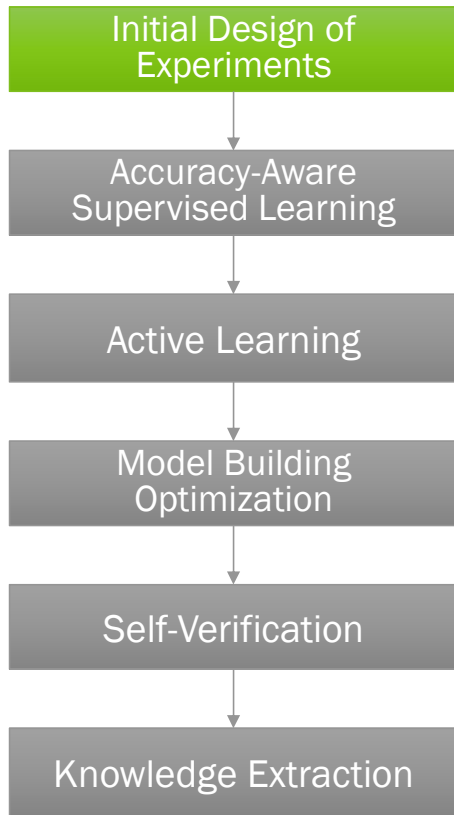 Initial Design of
Experiments
Accuracy-Aware
Supervised Learning
Active Learning
Model Building
Optimization
Self-Verification
Knowledge Extraction